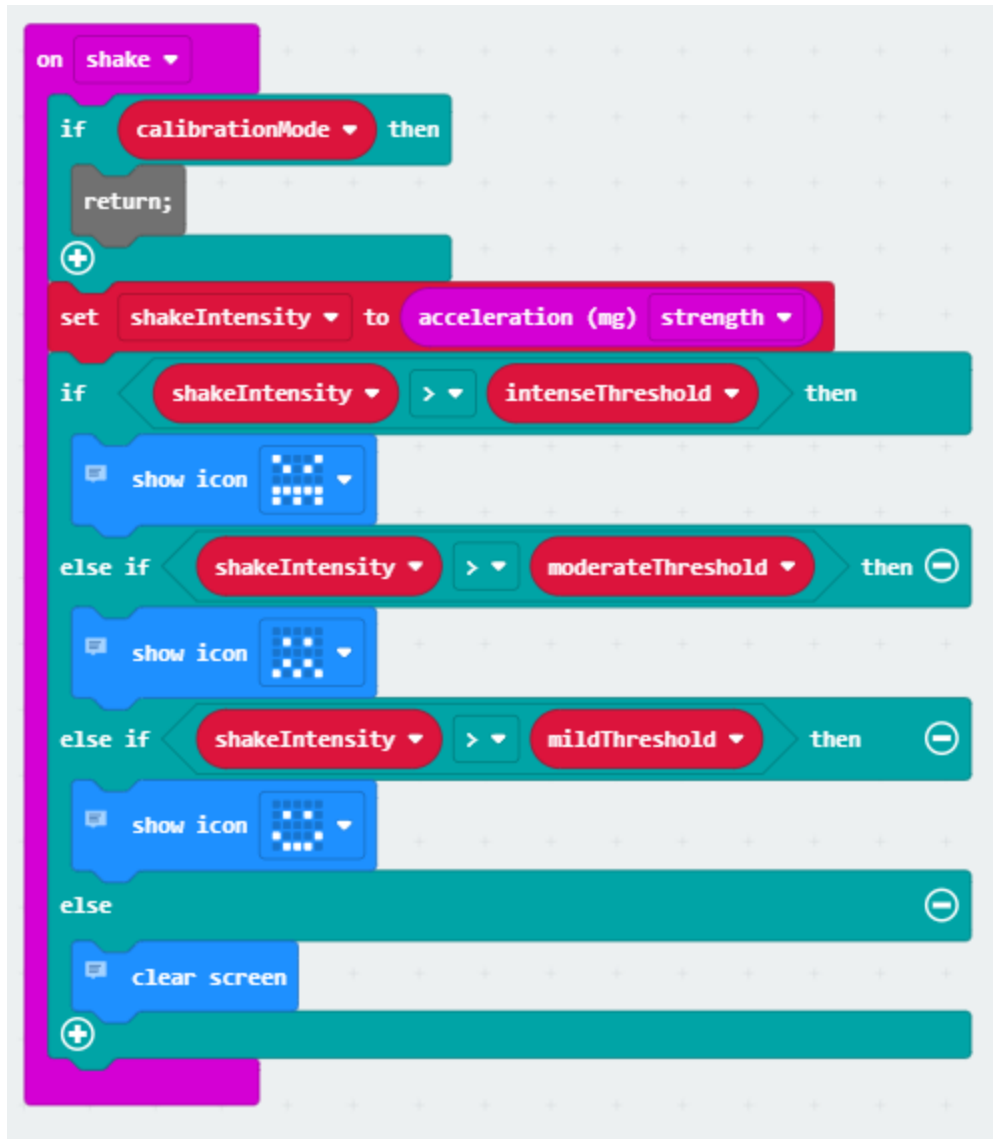 on shake
if calibrationMode then
return;
set shakeIntensity to acceleration (mg) strength
if shakeIntensity > intenseThreshold then
show icon
else if shakeIntensity > moderateThreshold then
show icon
else if shakeIntensity > mildThreshold then
show icon
else
clear screen